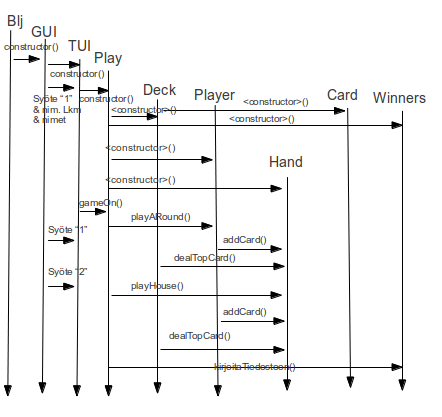 Blj
GUI
TUI
Play
Deck
Player
Card
Winners
Hand
constructor()
constructor()
Syöte "1"
& nim. Lkm
& nimet
constructor()
<constructor>()
<constructor>()
<constructor>()
<constructor>()
<constructor>()
gameOn()
playARound()
Syöte "1"
addCard()
dealTopCard()
Syöte "2"
playHouse()
addCard()
dealTopCard()
kirjoitaTiedostoon()